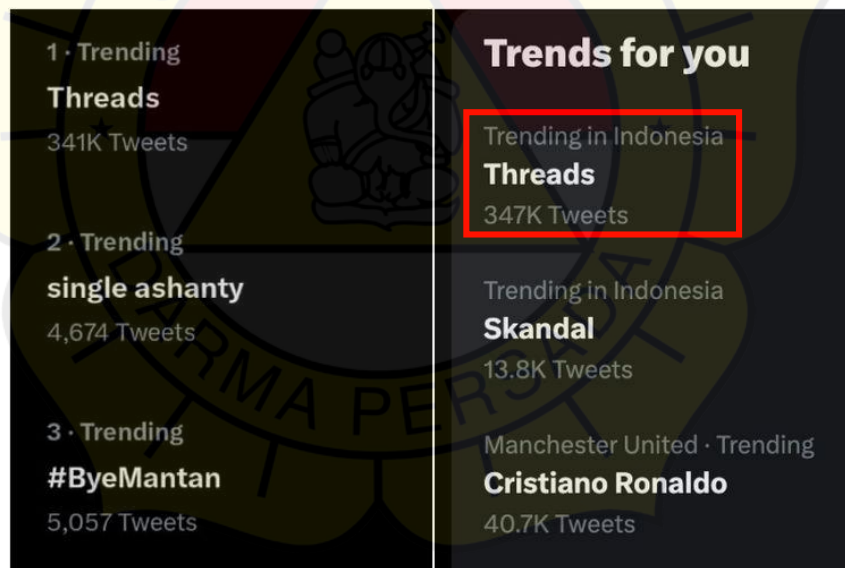 1 · Trending
Threads
341K Tweets
2 · Trending
single ashanty
4,674 Tweets
3 · Trending
#ByeMantan
5,057 Tweets
Trends for you
Trending in Indonesia
Threads
347K Tweets
Trending in Indonesia
Skandal
13.8K Tweets
Manchester United · Trending
Cristiano Ronaldo
40.7K Tweets
DARMA PERSADA